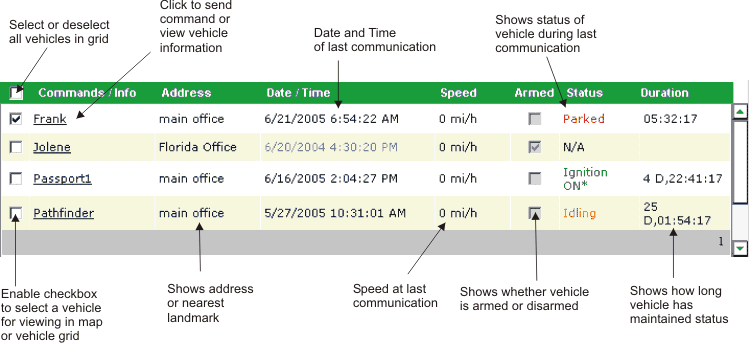 Select or deselect
all vehicles in grid
Click to send
command or
view vehicle
information
Date and Time
of last communication
Shows status of
vehicle during last
communication
Commands / Info Address Date / Time Speed Armed Status Duration
Frank main office 6/21/2005 6:54:22 AM 0 mi/h Parked 05:32:17
Jolene Florida Office 6/20/2004 4:30:20 PM 0 mi/h N/A
Passport1 main office 6/16/2005 2:04:27 PM 0 mi/h Ignition
ON* 4 D,22:41:17
Pathfinder main office 5/27/2005 10:31:01 AM 0 mi/h Idling 25
D,01:54:17
1
Enable checkbox
to select a vehicle
for viewing in map
or vehicle grid
Shows address
or nearest
landmark
Speed at last
communication
Shows whether vehicle
is armed or disarmed
Shows how long
vehicle has
maintained status